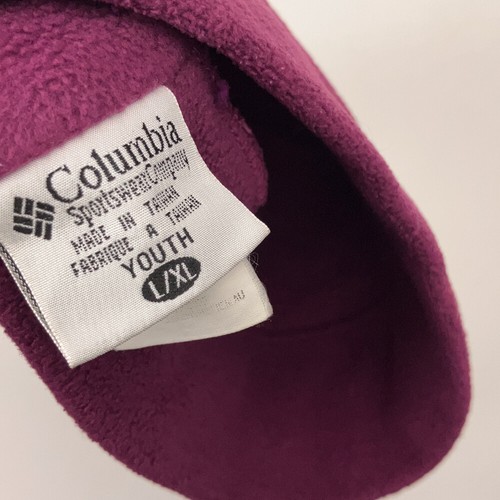 Columbia
Sportswear Company
MADE IN TAIWAN
FABRIQUE A TAIWAN
YOUTH
L/XL